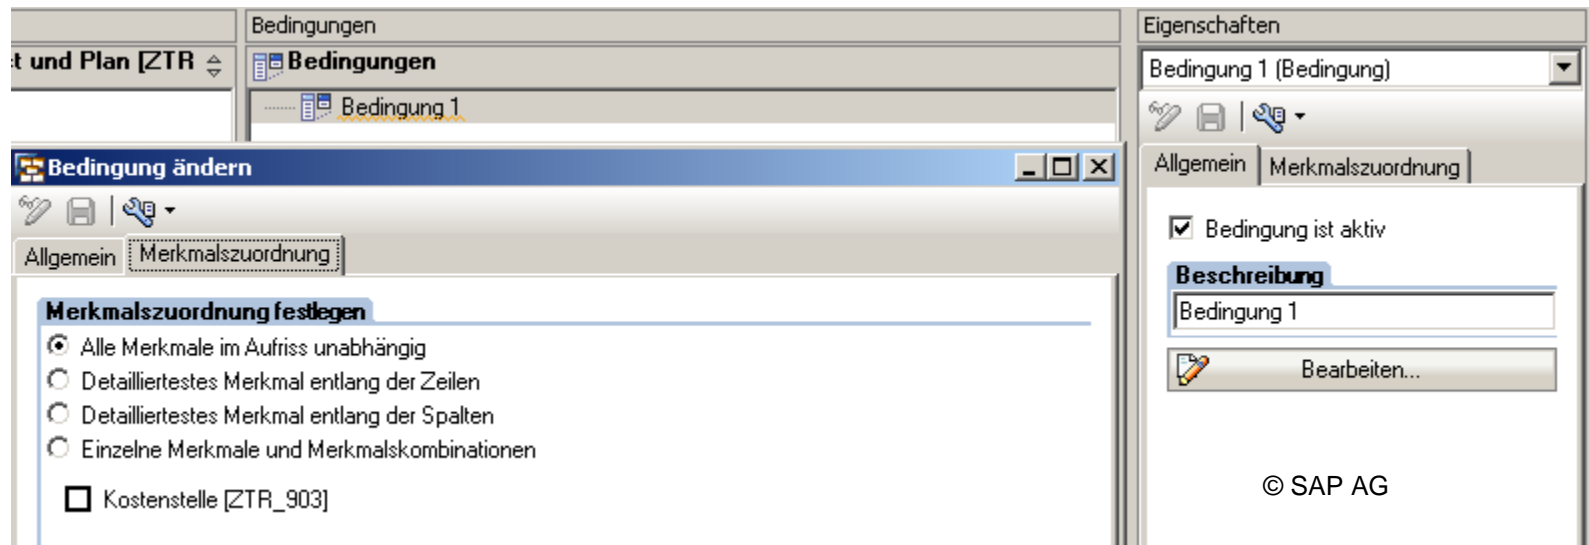 Bedingungen
Eigenschaften
:t und Plan [ZTR
Bedingungen
Bedingung 1 (Bedingung)
Bedingung 1
Bedingung ändern
Allgemein Merkmalszuordnung
Allgemein Merkmalszuordnung
Bedingung ist aktiv
Beschreibung
Bedingung 1
Bearbeiten...
Merkmalszuordnung festlegen
Alle Merkmale im Aufriss unabhängig
Detailliertestes Merkmal entlang der Zeilen
Detailliertestes Merkmal entlang der Spalten
Einzelne Merkmale und Merkmalskombinationen
Kostenstelle [ZTR_903]
© SAP AG